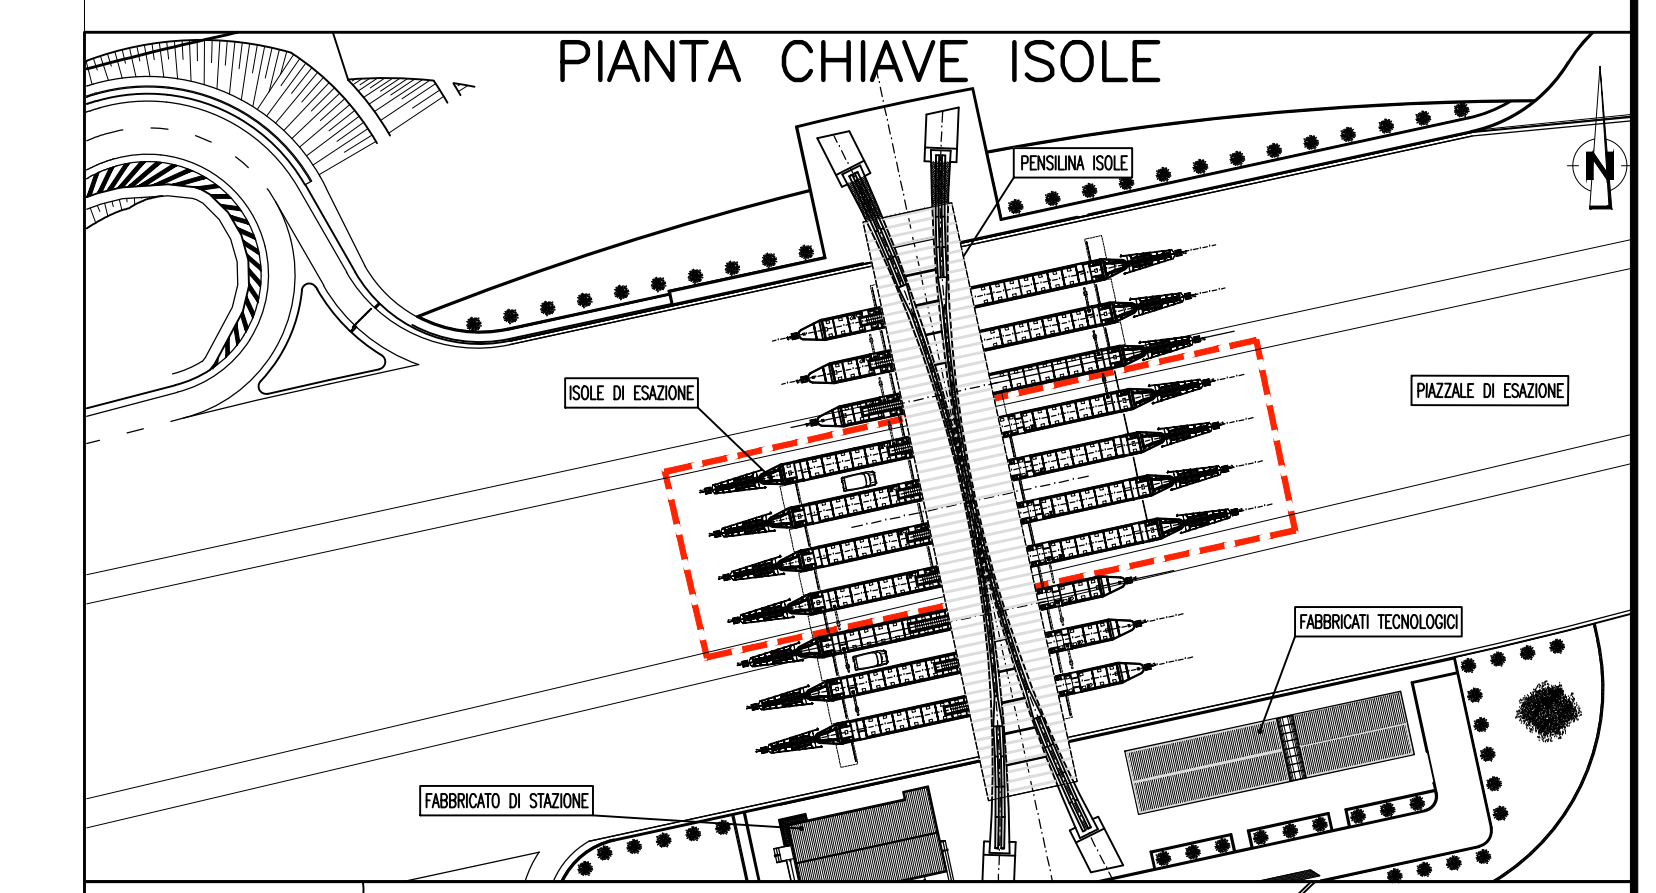 PIANTA CHIAVE ISOLE
A
PENSILINA ISOLE
N
ISOLE DI ESAZIONE
PIAZZALE DI ESAZIONE
FABBRICATI TECNOLOGICI
FABBRICATO DI STAZIONE